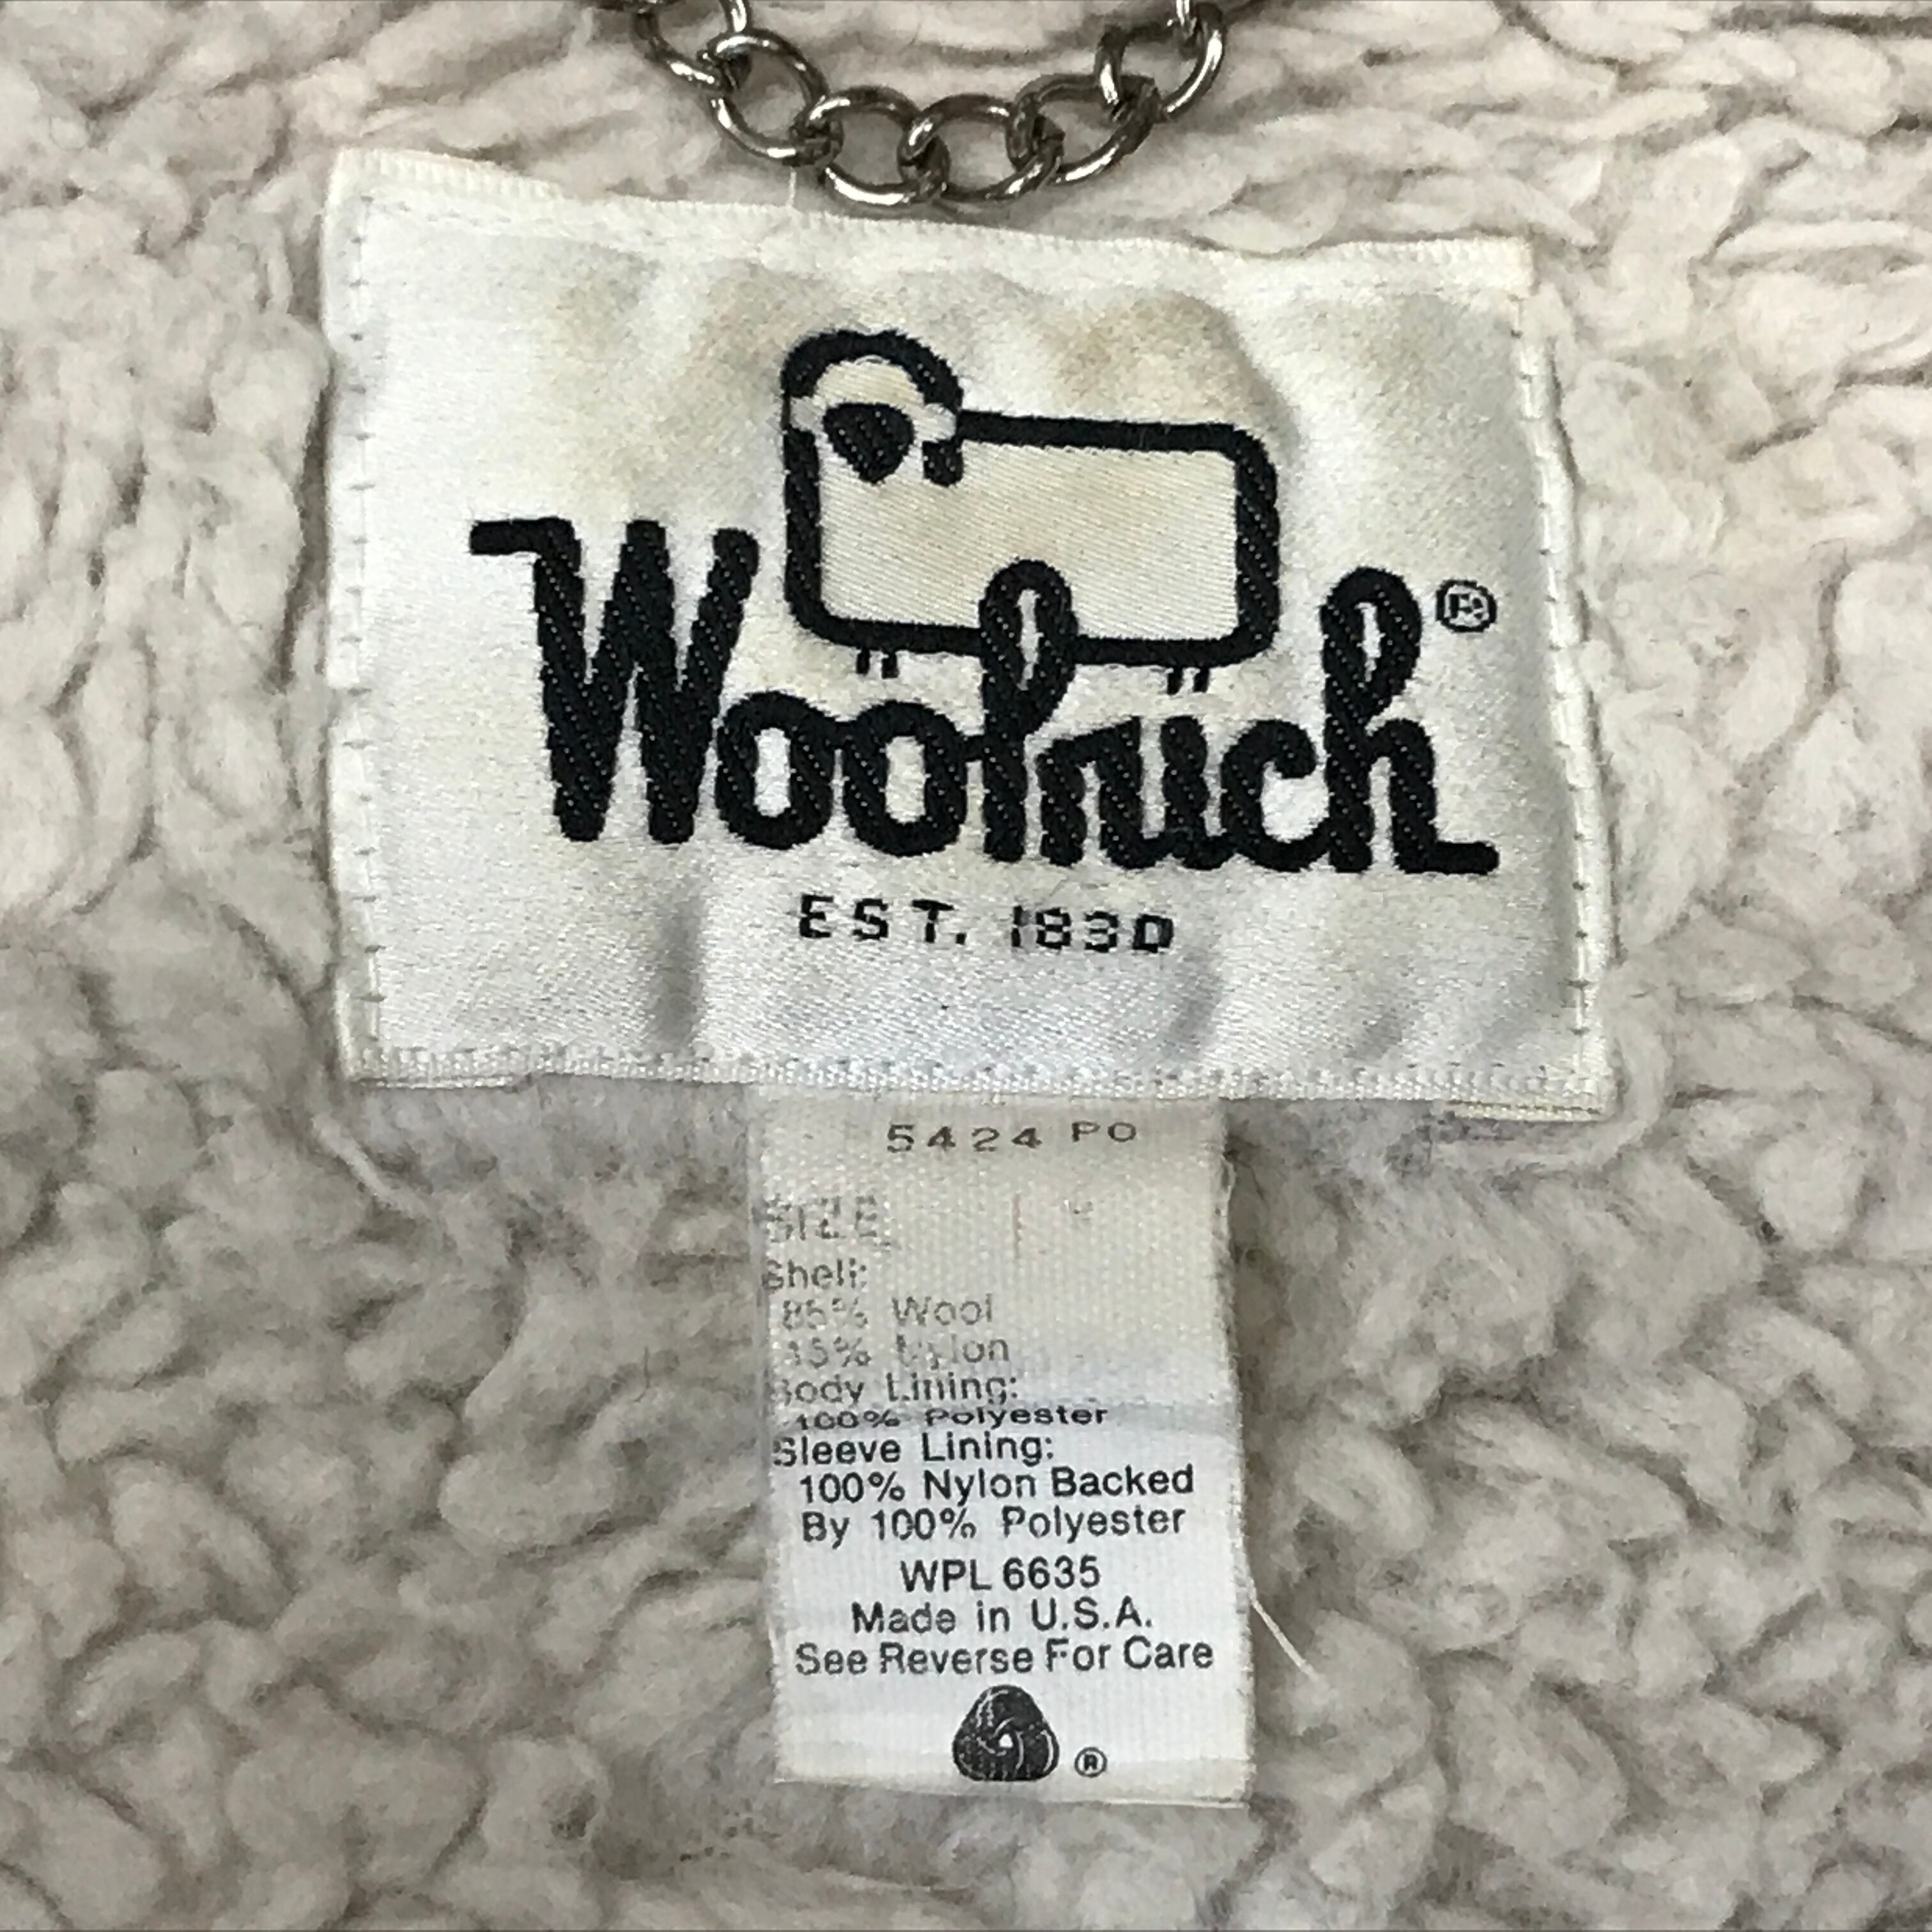 Woolrich®
EST. 1830
5424 PO
SIZE
Shell:
85% Wool
15% Nylon
Body Lining:
100% Polyester
Sleeve Lining:
100% Nylon Backed
By 100% Polyester
WPL 6635
Made in U.S.A.
See Reverse For Care
®